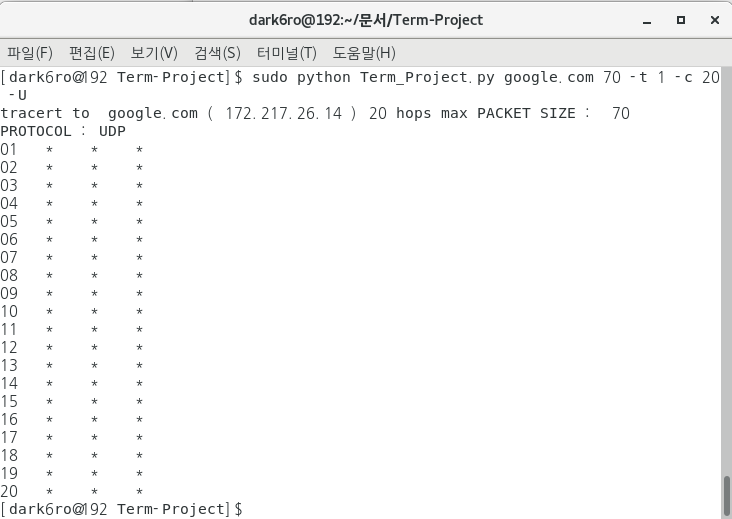 dark6ro@192:~/문서/Term-Project
파일(F) 편집(E) 보기(V) 검색(S) 터미널(T) 도움말(H)
[dark6ro@192 Term-Project]$ sudo python Term_Project.py google.com 70 -t 1 -c 20
-U
tracert to google.com ( 172.217.26.14 ) 20 hops max PACKET SIZE : 70
PROTOCOL : UDP
01 * * *
02 * * *
03 * * *
04 * * *
05 * * *
06 * * *
07 * * *
08 * * *
09 * * *
10 * * *
11 * * *
12 * * *
13 * * *
14 * * *
15 * * *
16 * * *
17 * * *
18 * * *
19 * * *
20 * * *
[dark6ro@192 Term-Project]$